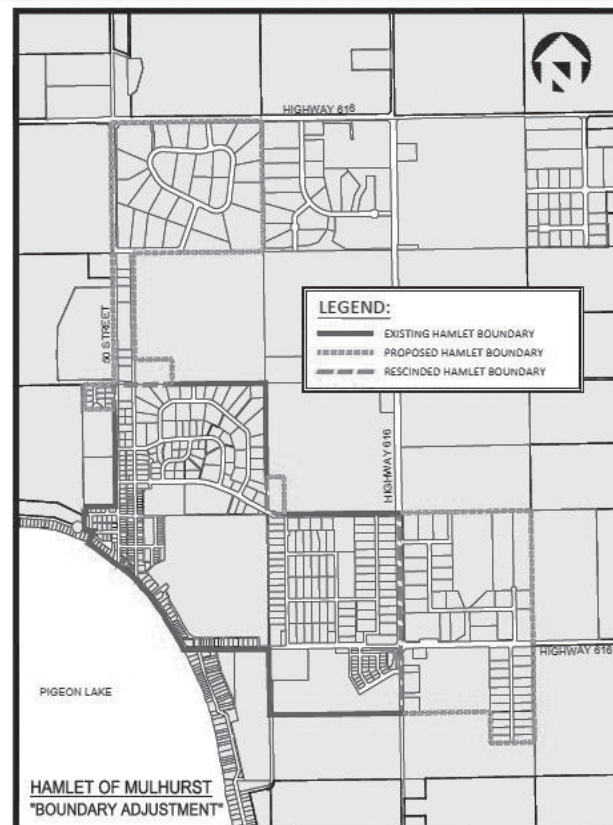 N
HIGHWAY 616
LEGEND:
EXISTING HAMLET BOUNDARY
PROPOSED HAMLET BOUNDARY
RESCINDED HAMLET BOUNDARY
50 STREET
HIGHWAY 616
HIGHWAY 616
PIGEON LAKE
HAMLET OF MULHURST
"BOUNDARY ADJUSTMENT"